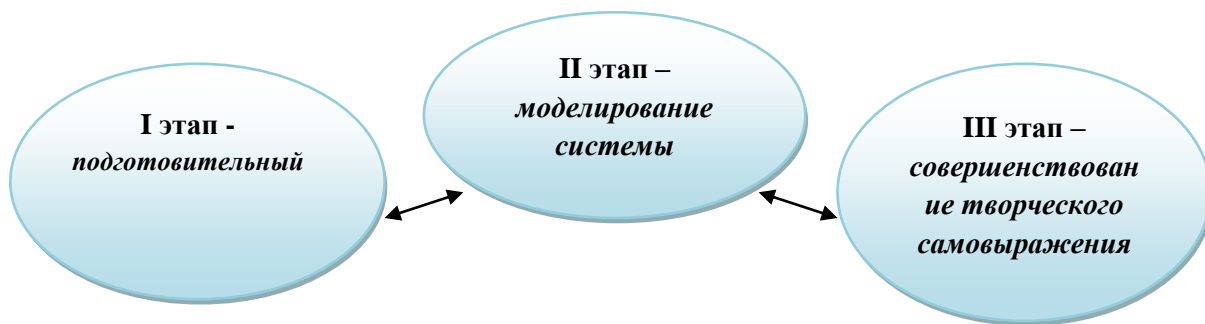 I этап -
подготовительный
II этап –
моделирование
системы
III этап –
совершенствован
ие творческого
самовыражения